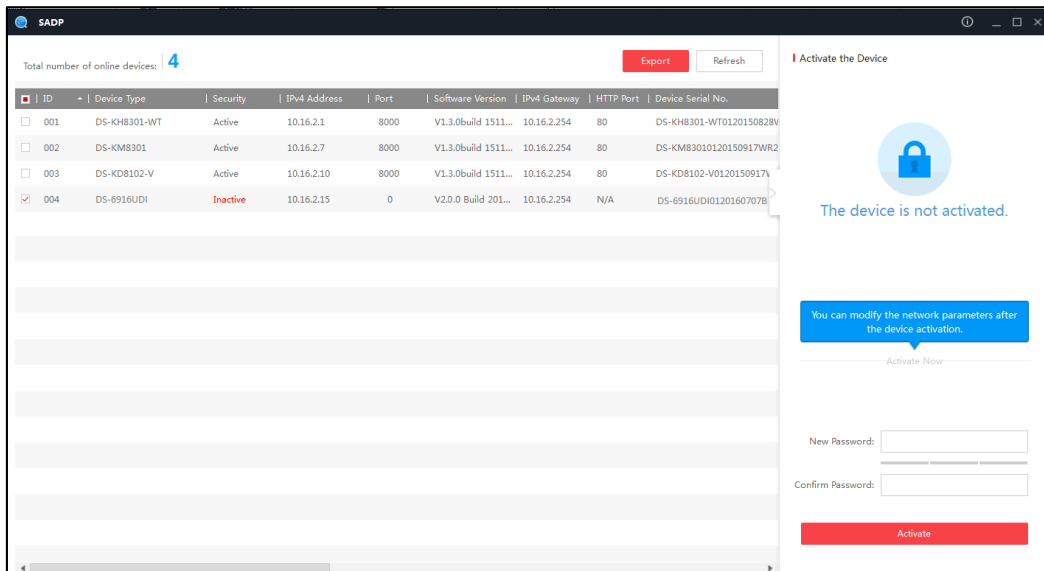 SADP
Total number of online devices: 4
Export
Refresh
Activate the Device
ID | Device Type | Security | IPv4 Address | Port | Software Version | IPv4 Gateway | HTTP Port | Device Serial No.
001 DS-KH8301-WT Active 10.16.2.1 8000 V1.3.0build 1511... 10.16.2.254 80 DS-KH8301-WT0120150828V
002 DS-KM8301 Active 10.16.2.7 8000 V1.3.0build 1511... 10.16.2.254 80 DS-KM83010120150917WR2
003 DS-KD8102-V Active 10.16.2.10 8000 V1.3.0build 1511... 10.16.2.254 80 DS-KD8102-V0120150917V
004 DS-6916UDI Inactive 10.16.2.15 0 V2.0.0 Build 201... 10.16.2.254 N/A DS-6916UDI0120160707B
The device is not activated.
You can modify the network parameters after
the device activation.
Activate Now
New Password:
Confirm Password:
Activate